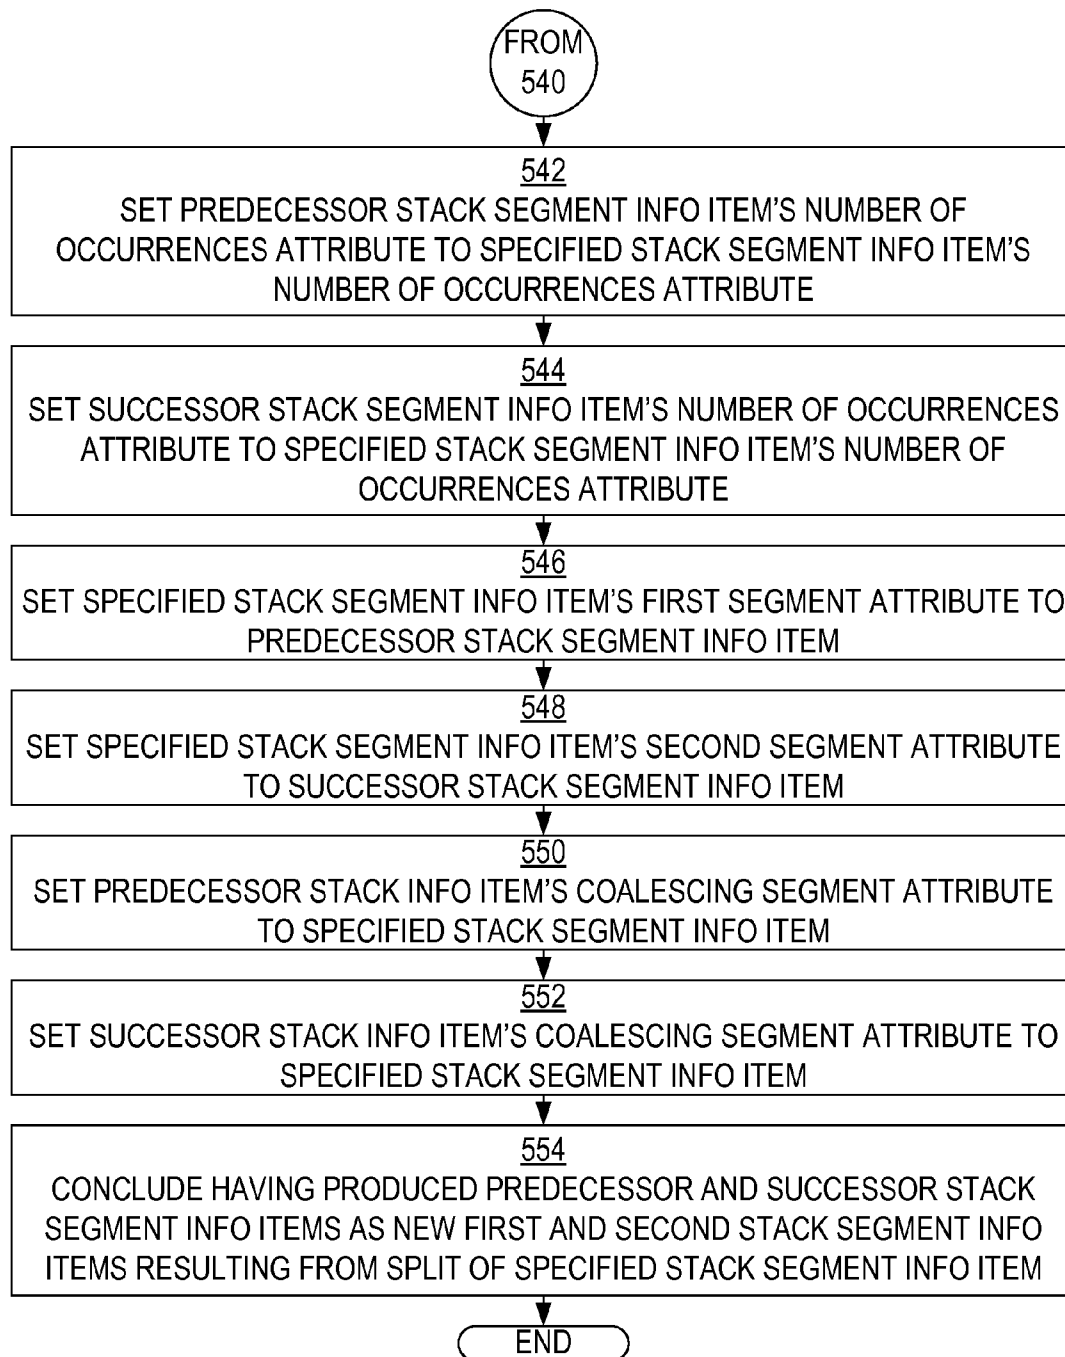 FROM
540
542
SET PREDECESSOR STACK SEGMENT INFO ITEM'S NUMBER OF
OCCURRENCES ATTRIBUTE TO SPECIFIED STACK SEGMENT INFO ITEM'S
NUMBER OF OCCURRENCES ATTRIBUTE
544
SET SUCCESSOR STACK SEGMENT INFO ITEM'S NUMBER OF OCCURRENCES
ATTRIBUTE TO SPECIFIED STACK SEGMENT INFO ITEM'S NUMBER OF
OCCURRENCES ATTRIBUTE
546
SET SPECIFIED STACK SEGMENT INFO ITEM'S FIRST SEGMENT ATTRIBUTE TO
PREDECESSOR STACK SEGMENT INFO ITEM
548
SET SPECIFIED STACK SEGMENT INFO ITEM'S SECOND SEGMENT ATTRIBUTE
TO SUCCESSOR STACK SEGMENT INFO ITEM
550
SET PREDECESSOR STACK INFO ITEM'S COALESCING SEGMENT ATTRIBUTE
TO SPECIFIED STACK SEGMENT INFO ITEM
552
SET SUCCESSOR STACK INFO ITEM'S COALESCING SEGMENT ATTRIBUTE TO
SPECIFIED STACK SEGMENT INFO ITEM
554
CONCLUDE HAVING PRODUCED PREDECESSOR AND SUCCESSOR STACK
SEGMENT INFO ITEMS AS NEW FIRST AND SECOND STACK SEGMENT INFO
ITEMS RESULTING FROM SPLIT OF SPECIFIED STACK SEGMENT INFO ITEM
END